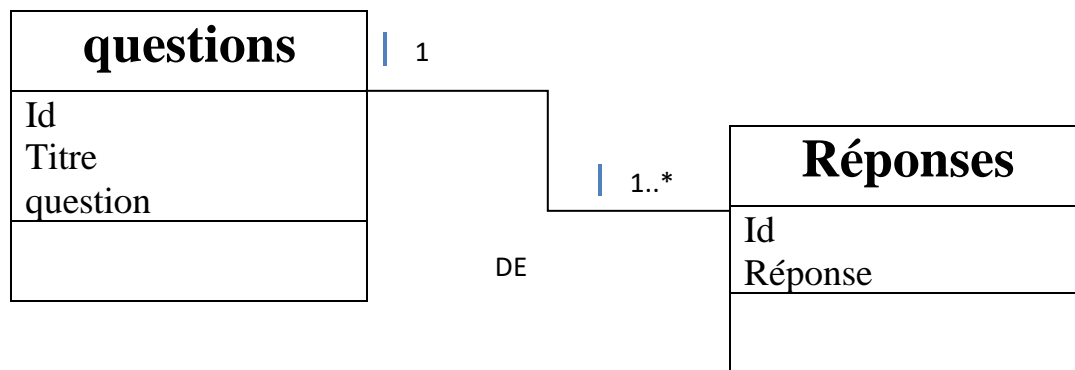 questions
1
Id
Titre
question
1..*
DE
Réponses
Id
Réponse